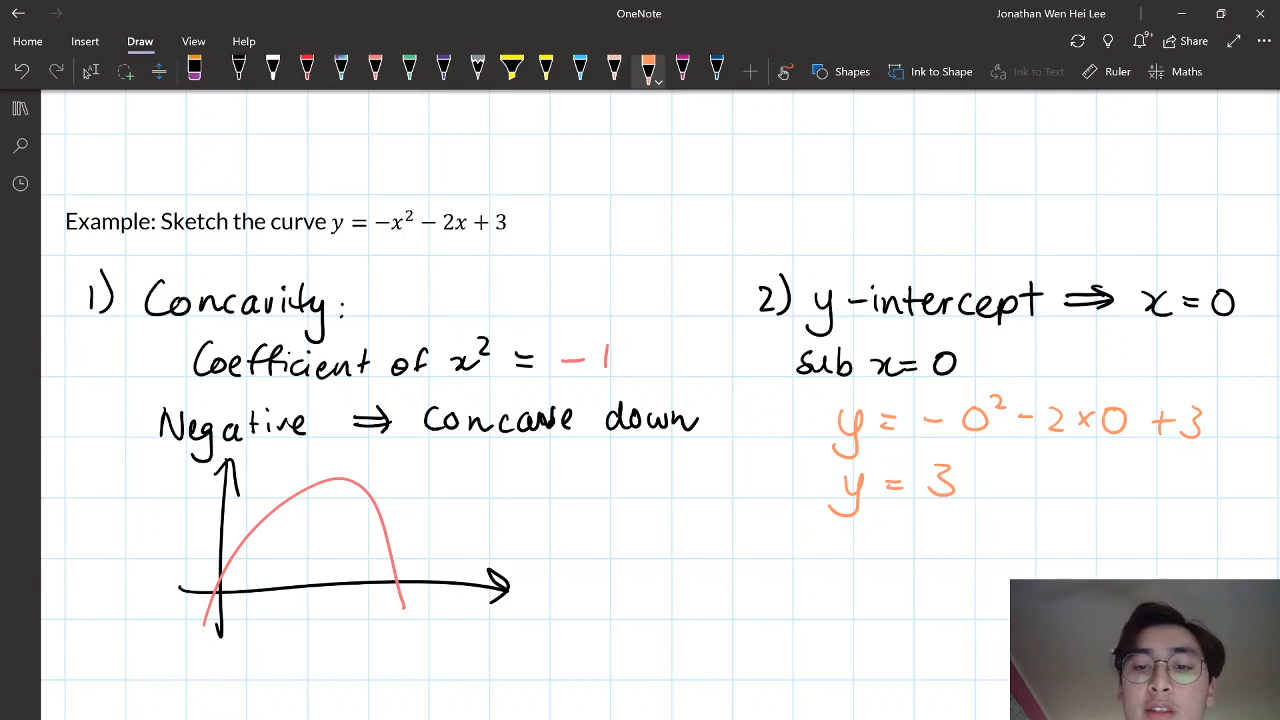 OneNote
Jonathan Wen Hei Lee
Home Insert Draw View Help
9+
Share
Shapes
Ink to Shape
Ink to Text
Ruler
Maths
Example: Sketch the curve y = −x² − 2x + 3
1) Concavity:
Coefficient of x² = −1
Negative ⇒ concave down
2) y-intercept ⇒ x = 0
sub x = 0
y = −0² − 2×0 + 3
y = 3